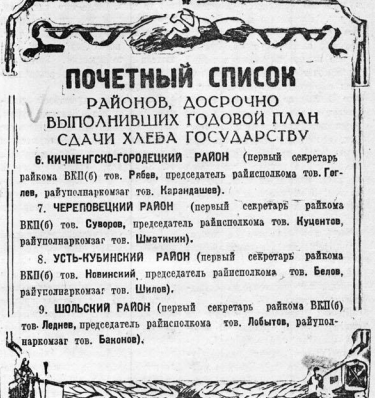 ПОЧЕТНЫЙ СПИСОК
РАЙОНОВ, ДОСРОЧНО
ВЫПОЛНИВШИХ ГОДОВОЙ ПЛАН
СДАЧИ ХЛЕБА ГОСУДАРСТВУ
6. КИЧМЕНГСКО-ГОРОДЕЦКИЙ РАЙОН (первый секретарь
райкома ВКП(б) тов. Рябев, председатель райисполкома тов. Гог-
лев, райуполнаркомзаг тов. Карандашев).
7. ЧЕРЕПОВЕЦКИЙ РАЙОН (первый секретарь райкома
ВКП(б) тов. Суворов, председатель райисполкома тов. Куцентов,
райуполнаркомзаг тов. Шматинин).
8. УСТЬ-КУБИНСКИЙ РАЙОН (первый секретарь райкома
ВКП(б) тов. Новинский, председатель райисполкома тов. Белов,
райуполнаркомзаг тов. Шилов).
9. ШОЛЬСКИЙ РАЙОН (первый секретарь райкома ВКП(б)
тов. Леднев, председатель райисполкома тов. Лобытов, райупол-
наркомзаг тов. Баконов).